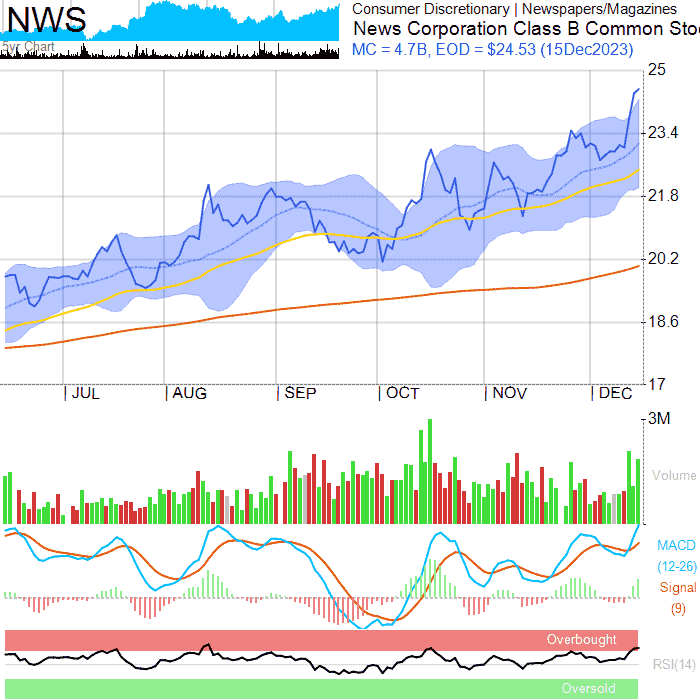 NWS
5yr Chart
Consumer Discretionary | Newspapers/Magazines
News Corporation Class B Common Sto
MC = 4.7B, EOD = $24.53 (15Dec2023)
25
23.4
21.8
20.2
18.6
17
| JUL | AUG | SEP | OCT | NOV | DEC
3M
Volume
MACD
(12-26)
Signal
(9)
Overbought
RSI(14)
Oversold